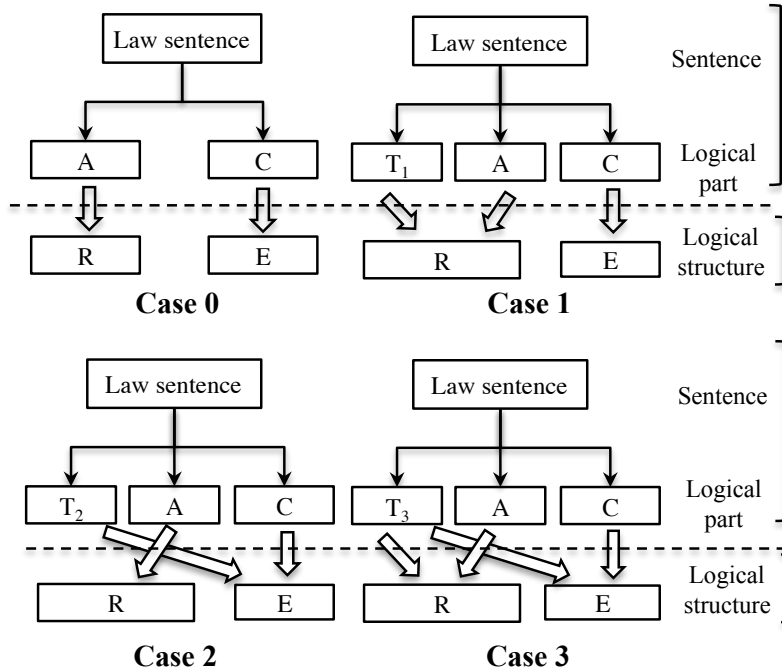 Law sentence
Law sentence
Sentence
A
C
T₁
A
C
Logical
part
R
E
R
E
Logical
structure
Case 0
Case 1
Law sentence
Law sentence
Sentence
T₂
A
C
T₃
A
C
Logical
part
R
E
R
E
Logical
structure
Case 2
Case 3